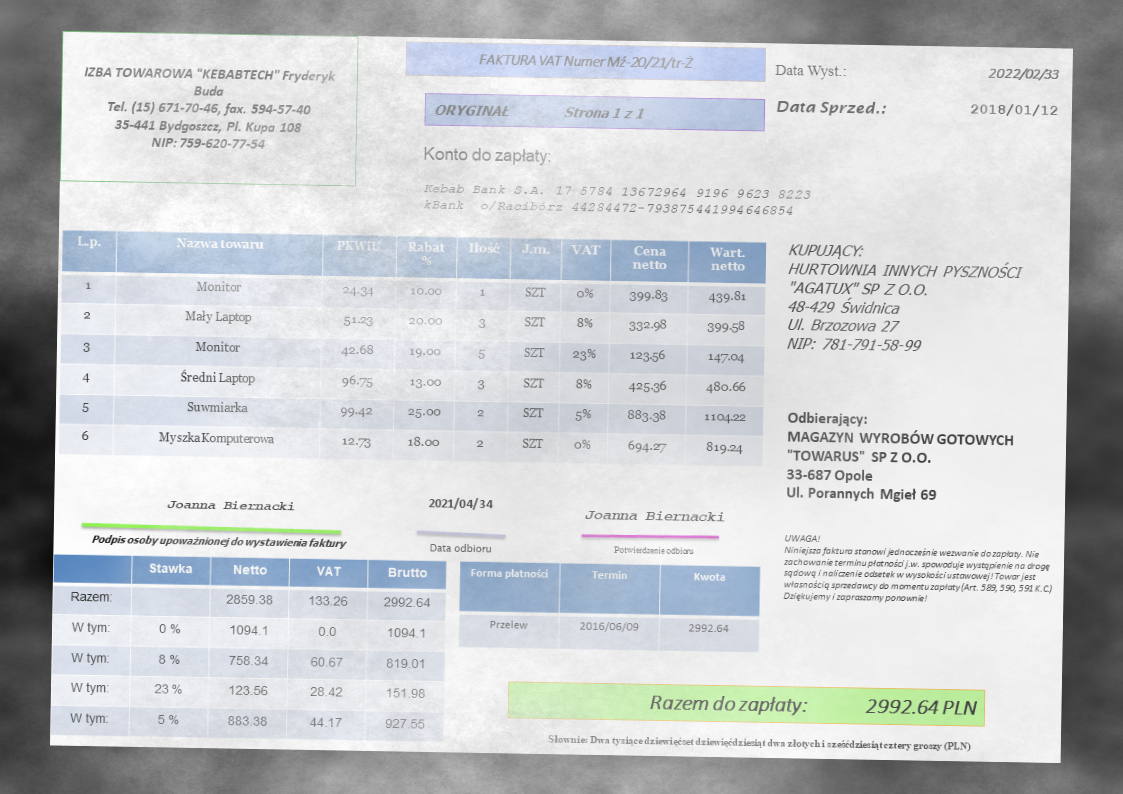 IZBA TOWAROWA "KEBABTECH" Fryderyk
Buda
Tel. (15) 671-70-46, fax. 594-57-40
35-441 Bydgoszcz, Pl. Kupa 108
NIP: 759-620-77-54
FAKTURA VAT Numer Mź-20/21/tr-Ż
ORYGINAŁ Strona 1 z 1
Data Wyst.: 2022/02/33
Data Sprzed.: 2018/01/12
Konto do zapłaty:
Kebab Bank S.A. 17 5784 13672964 9196 9623 8223
kBank o/Racibórz 44284472-793875441994646854
L.p. Nazwa towaru PKWiU Rabat % Ilość J.m. VAT Cena netto Wart. netto
1 Monitor 24.34 10.00 1 SZT 0% 399.83 439.81
2 Mały Laptop 51.23 20.00 3 SZT 8% 332.98 399.58
3 Monitor 42.68 19.00 5 SZT 23% 123.56 147.04
4 Średni Laptop 96.75 13.00 3 SZT 8% 425.36 480.66
5 Suwmiarka 99.42 25.00 2 SZT 5% 883.38 1104.22
6 Myszka Komputerowa 12.73 18.00 2 SZT 0% 694.27 819.24
KUPUJĄCY:
HURTOWNIA INNYCH PYSZNOŚCI
"AGATUX" SP Z O.O.
48-429 Świdnica
Ul. Brzozowa 27
NIP: 781-791-58-99
Odbierający:
MAGAZYN WYROBÓW GOTOWYCH
"TOWARUS" SP Z O.O.
33-687 Opole
Ul. Porannych Mgieł 69
Joanna Biernacki
Podpis osoby upoważnionej do wystawienia faktury
2021/04/34
Data odbioru
Joanna Biernacki
Potwierdzenie odbioru
UWAGA!
Niniejsza faktura stanowi jednocześnie wezwanie do zapłaty. Nie
zachowanie terminu płatności j.w. spowoduje wystąpienie na drogę
sądową i naliczenie odsetek w wysokości ustawowej! Towar jest
własnością sprzedawcy do momentu zapłaty (Art. 589, 590, 591 K.C.)
Dziękujemy i zapraszamy ponownie!
Stawka Netto VAT Brutto
Razem: 2859.38 133.26 2992.64
W tym: 0 % 1094.1 0.0 1094.1
W tym: 8 % 758.34 60.67 819.01
W tym: 23 % 123.56 28.42 151.98
W tym: 5 % 883.38 44.17 927.55
Forma płatności Termin Kwota
Przelew 2016/06/09 2992.64
Razem do zapłaty: 2992.64 PLN
Słownie: Dwa tysiące dziewięćset dziewięćdziesiąt dwa złotych i sześćdziesiąt cztery groszy (PLN)